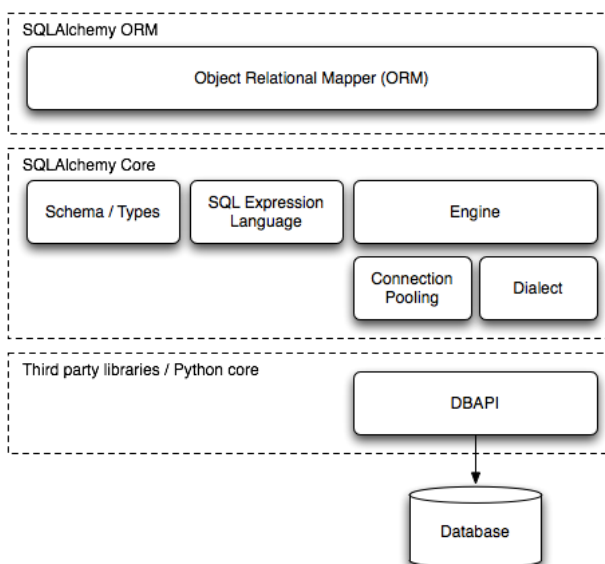 SQLAlchemy ORM
Object Relational Mapper (ORM)
SQLAlchemy Core
Schema / Types
SQL Expression
Language
Engine
Connection
Pooling
Dialect
Third party libraries / Python core
DBAPI
Database